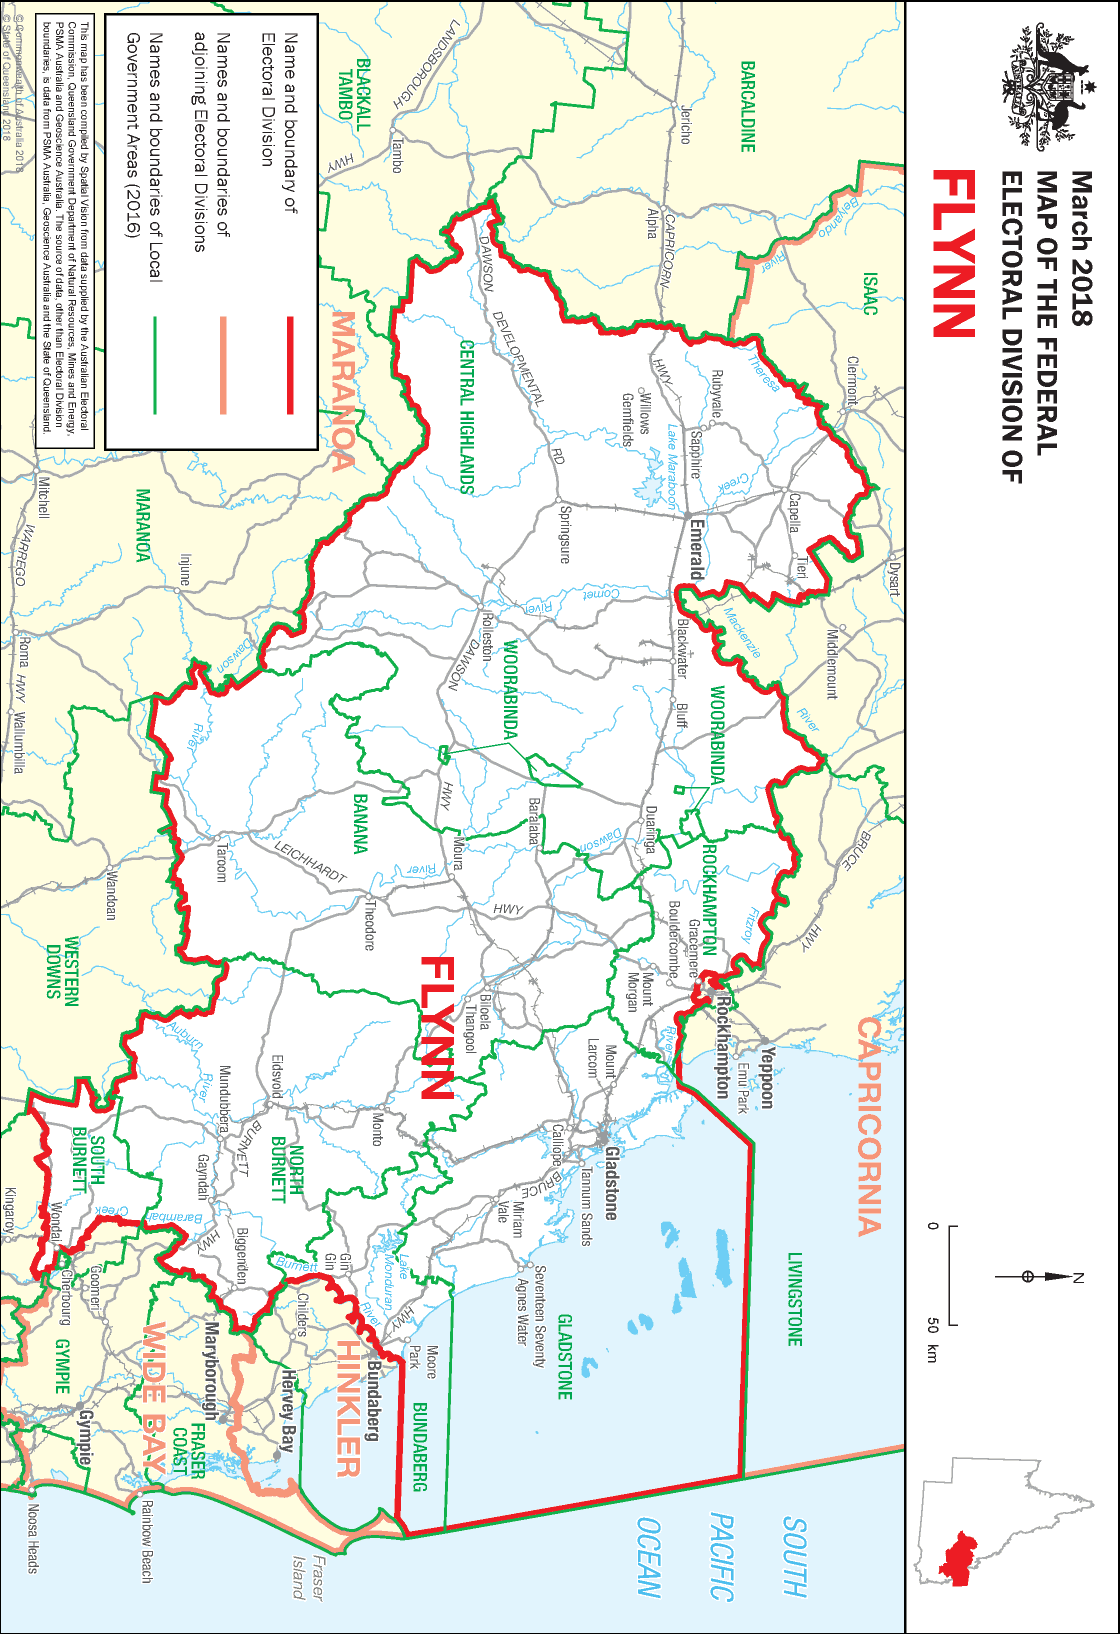 March 2018
MAP OF THE FEDERAL
ELECTORAL DIVISION OF
FLYNN
N
0
50 km
BARCALDINE
ISAAC
CAPRICORNIA
LIVINGSTONE
SOUTH
PACIFIC
OCEAN
Belyando
River
Clermont
Dysart
Middlemount
Mackenzie
River
BRUCE
HWY
Fitzroy
Yeppoon
Emu Park
Rockhampton
Jericho
Alpha
CAPRICORN
HWY
Theresa
Creek
Rubyvale
Sapphire
Willows
Gemfields
Lake Maraboon
Capella
Tieri
Emerald
Comet
River
Blackwater
Bluff
WOORABINDA
Duaringa
ROCKHAMPTON
Gracemere
Bouldercombe
Mount
Morgan
River
Mount
Larcom
Gladstone
Tannum Sands
Calliope
BRUCE
Miriam
Vale
Seventeen Seventy
Agnes Water
GLADSTONE
LANDSBOROUGH
HWY
Tambo
BLACKALL
TAMBO
DAWSON
DEVELOPMENTAL
RD
CENTRAL HIGHLANDS
Springsure
Rolleston
DAWSON
HWY
WOORABINDA
Baralaba
Dawson
River
Moura
BANANA
HWY
Theodore
LEICHHARDT
Taroom
Biloela
Thangool
FLYNN
Monto
Eidsvold
Mundubbera
BURNETT
HWY
NORTH
BURNETT
Gayndah
Biggenden
Gin
Gin
Lake
Monduran
HWY
Burnett
River
Moore
Park
BUNDABERG
Bundaberg
HINKLER
Childers
Hervey Bay
Maryborough
Fraser
Island
FRASER
COAST
WIDE BAY
Rainbow Beach
Noosa Heads
Gympie
GYMPIE
Goomeri
Cherbourg
Wondai
Kingaroy
SOUTH
BURNETT
Barambah
Creek
Auburn
River
Dawson
River
WESTERN
DOWNS
Wandoan
Injune
MARANOA
MARANOA
Mitchell
WARREGO
HWY
Roma
Wallumbilla
Name and boundary of
Electoral Division
Names and boundaries of
adjoining Electoral Divisions
Names and boundaries of Local
Government Areas (2016)
This map has been compiled by Spatial Vision from data supplied by the Australian Electoral
Commission, Queensland Government Department of Natural Resources, Mines and Energy,
PSMA Australia and Geoscience Australia. The source of data, other than Electoral Division
boundaries, is data from PSMA Australia, Geoscience Australia and the State of Queensland.
© Commonwealth of Australia 2018
© State of Queensland 2018